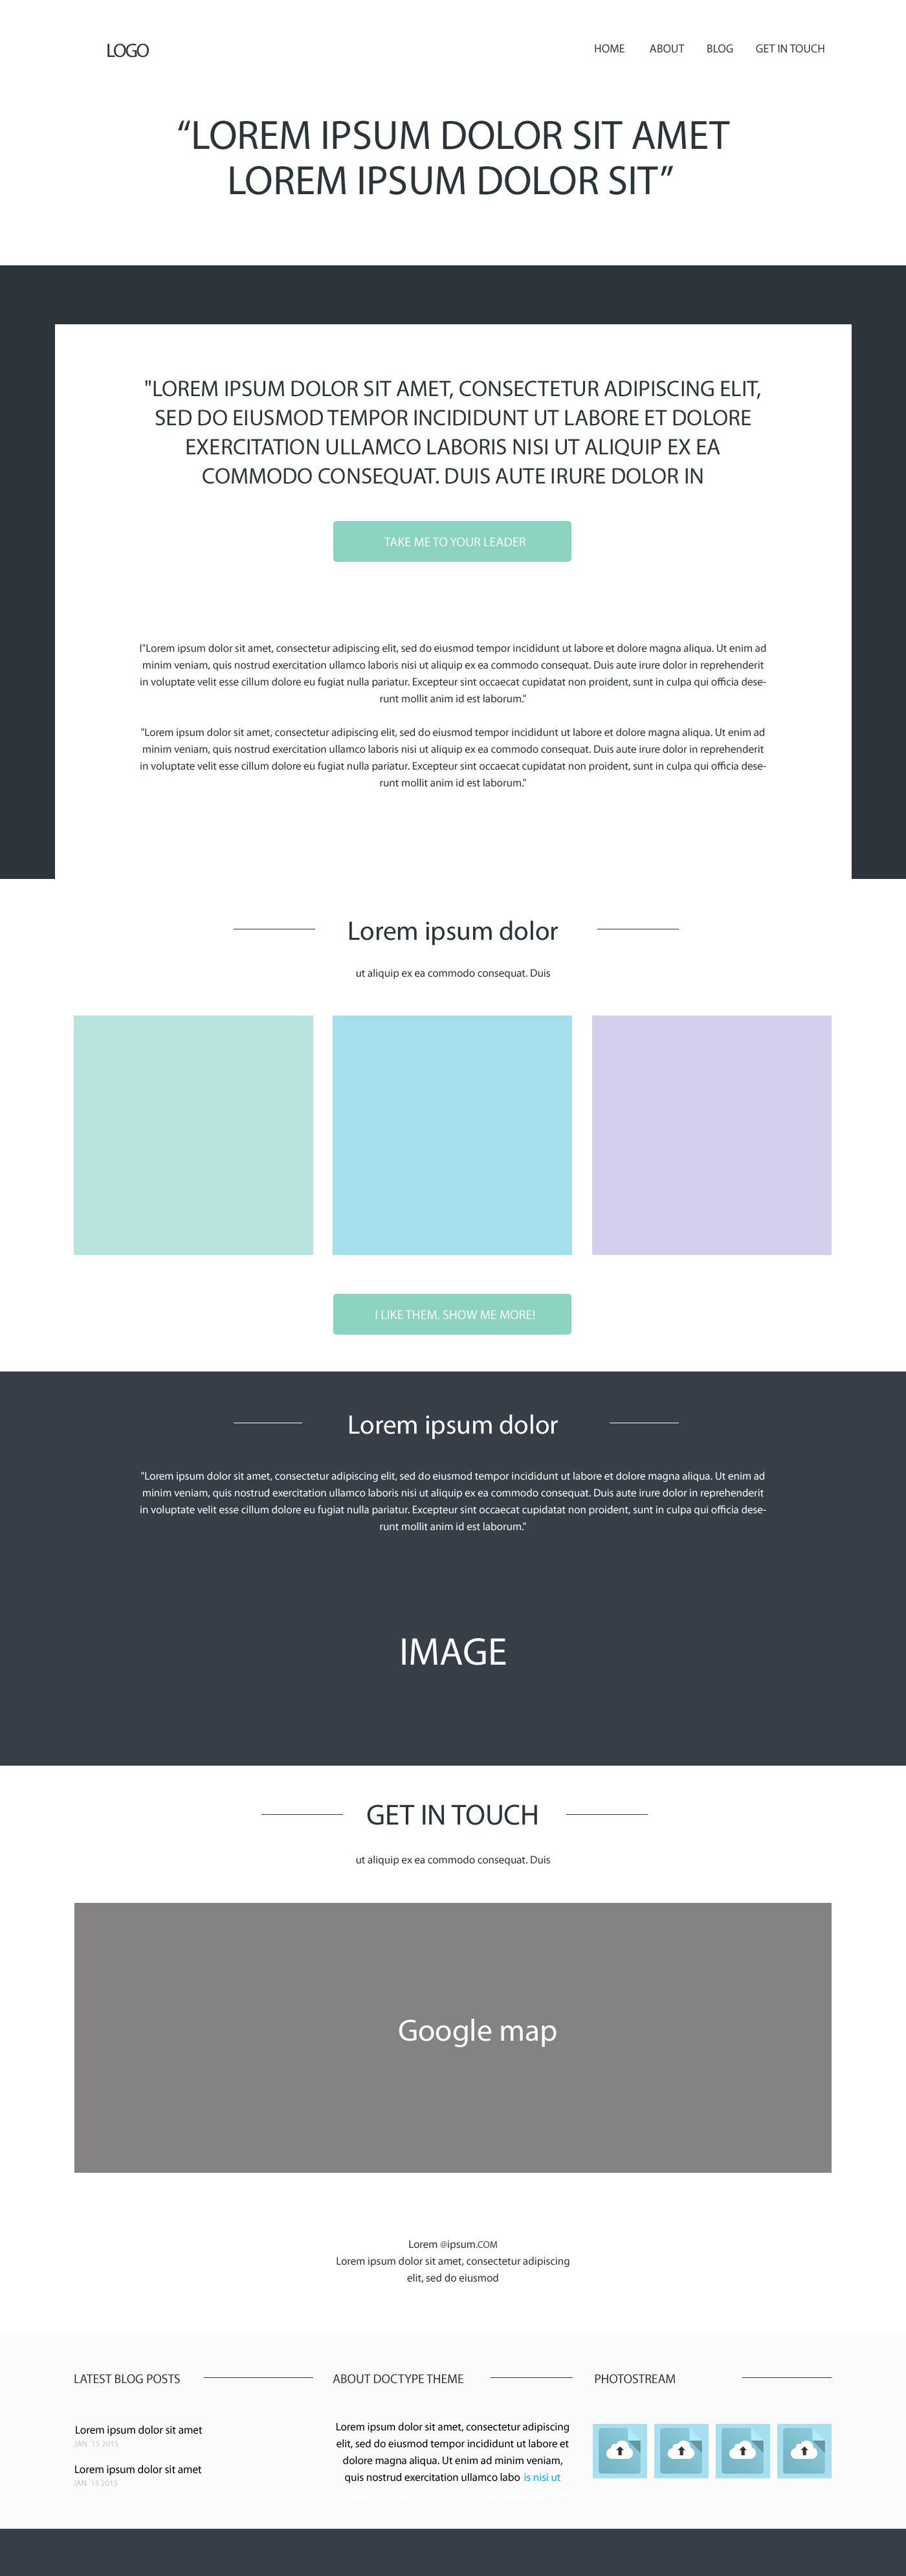 LOGO
HOME ABOUT BLOG GET IN TOUCH
“LOREM IPSUM DOLOR SIT AMET
LOREM IPSUM DOLOR SIT”
"LOREM IPSUM DOLOR SIT AMET, CONSECTETUR ADIPISCING ELIT,
SED DO EIUSMOD TEMPOR INCIDIDUNT UT LABORE ET DOLORE
EXERCITATION ULLAMCO LABORIS NISI UT ALIQUIP EX EA
COMMODO CONSEQUAT. DUIS AUTE IRURE DOLOR IN
TAKE ME TO YOUR LEADER
I"Lorem ipsum dolor sit amet, consectetur adipiscing elit, sed do eiusmod tempor incididunt ut labore et dolore magna aliqua. Ut enim ad
minim veniam, quis nostrud exercitation ullamco laboris nisi ut aliquip ex ea commodo consequat. Duis aute irure dolor in reprehenderit
in voluptate velit esse cillum dolore eu fugiat nulla pariatur. Excepteur sint occaecat cupidatat non proident, sunt in culpa qui officia dese-
runt mollit anim id est laborum."
"Lorem ipsum dolor sit amet, consectetur adipiscing elit, sed do eiusmod tempor incididunt ut labore et dolore magna aliqua. Ut enim ad
minim veniam, quis nostrud exercitation ullamco laboris nisi ut aliquip ex ea commodo consequat. Duis aute irure dolor in reprehenderit
in voluptate velit esse cillum dolore eu fugiat nulla pariatur. Excepteur sint occaecat cupidatat non proident, sunt in culpa qui officia dese-
runt mollit anim id est laborum."
Lorem ipsum dolor
ut aliquip ex ea commodo consequat. Duis
I LIKE THEM. SHOW ME MORE!
Lorem ipsum dolor
"Lorem ipsum dolor sit amet, consectetur adipiscing elit, sed do eiusmod tempor incididunt ut labore et dolore magna aliqua. Ut enim ad
minim veniam, quis nostrud exercitation ullamco laboris nisi ut aliquip ex ea commodo consequat. Duis aute irure dolor in reprehenderit
in voluptate velit esse cillum dolore eu fugiat nulla pariatur. Excepteur sint occaecat cupidatat non proident, sunt in culpa qui officia dese-
runt mollit anim id est laborum."
IMAGE
GET IN TOUCH
ut aliquip ex ea commodo consequat. Duis
Google map
Lorem @ipsum.COM
Lorem ipsum dolor sit amet, consectetur adipiscing
elit, sed do eiusmod
LATEST BLOG POSTS
Lorem ipsum dolor sit amet
JAN 15 2015
Lorem ipsum dolor sit amet
JAN 15 2015
ABOUT DOCTYPE THEME
Lorem ipsum dolor sit amet, consectetur adipiscing
elit, sed do eiusmod tempor incididunt ut labore et
dolore magna aliqua. Ut enim ad minim veniam,
quis nostrud exercitation ullamco labo is nisi ut
PHOTOSTREAM